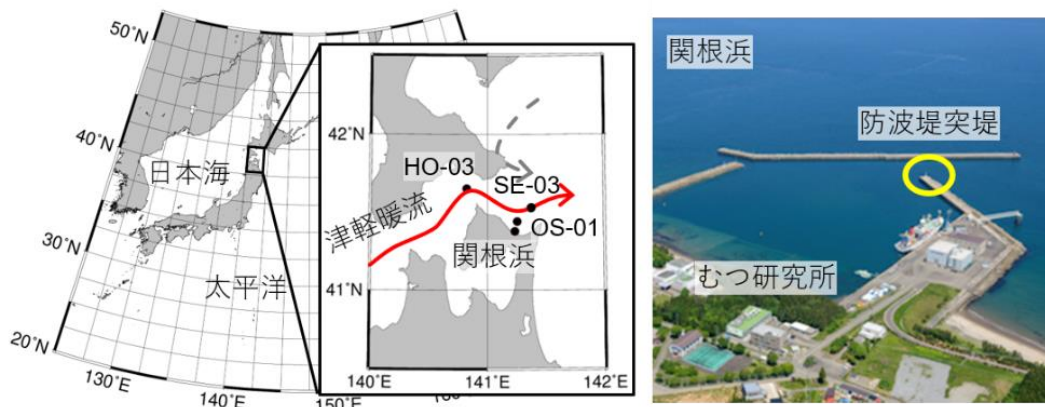 50°N
40°N
30°N
20°N
130°E
140°E
150°E
日本海
太平洋
42°N
41°N
140°E
141°E
142°E
HO-03
SE-03
OS-01
津軽暖流
関根浜
関根浜
防波堤突堤
むつ研究所